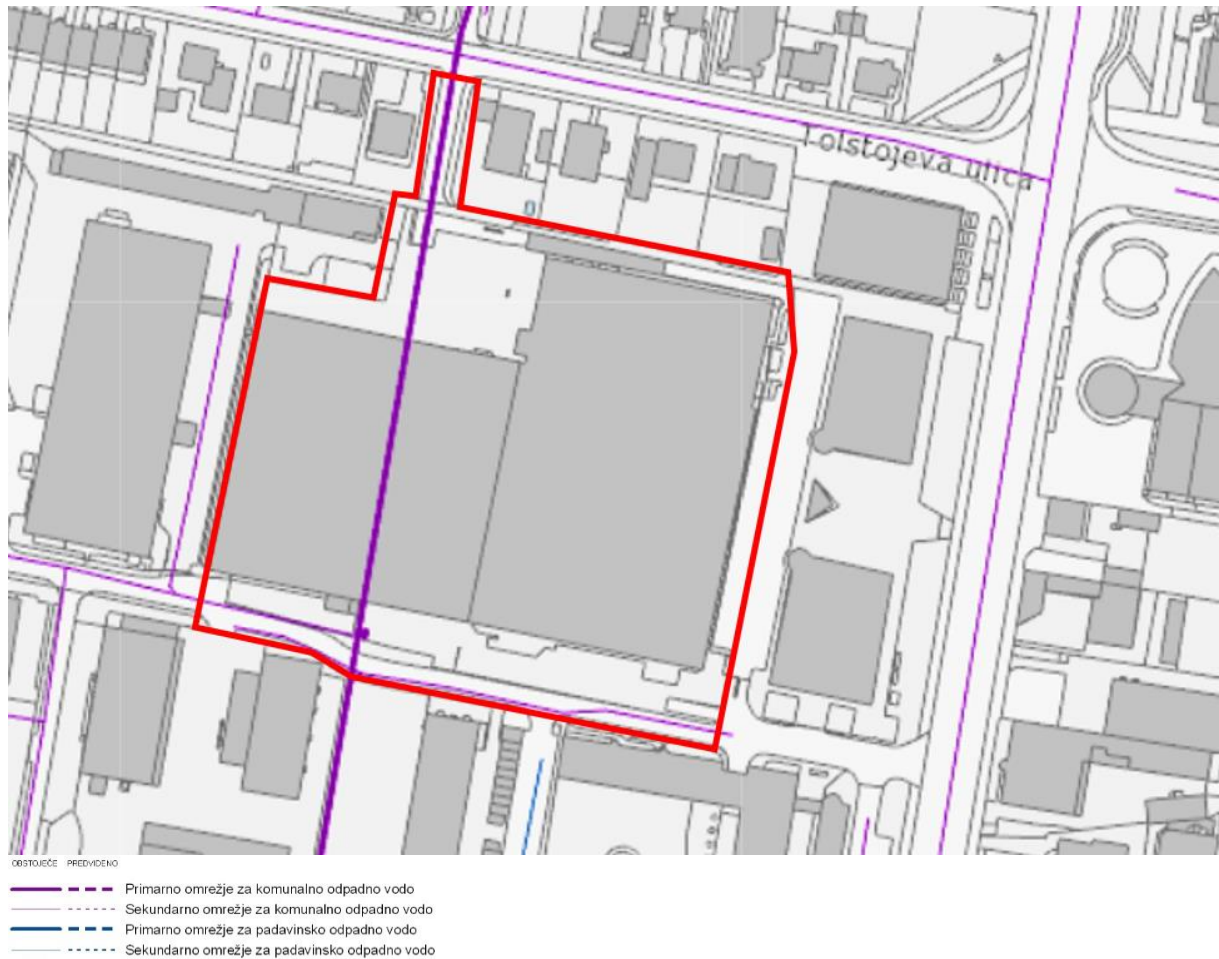 Tolstojeva ulica
OBSTOJEČE PREDVIDENO
Primarno omrežje za komunalno odpadno vodo
Sekundarno omrežje za komunalno odpadno vodo
Primarno omrežje za padavinsko odpadno vodo
Sekundarno omrežje za padavinsko odpadno vodo